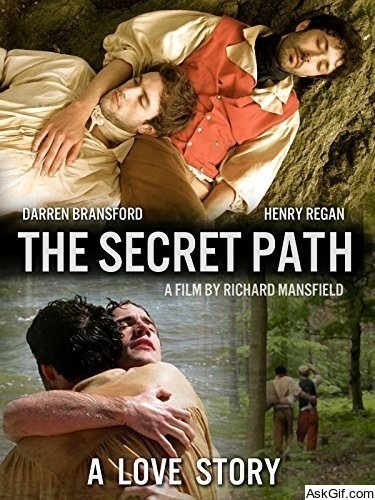 DARREN BRANSFORD HENRY REGAN
THE SECRET PATH
A FILM BY RICHARD MANSFIELD
A LOVE STORY
AskGif.com